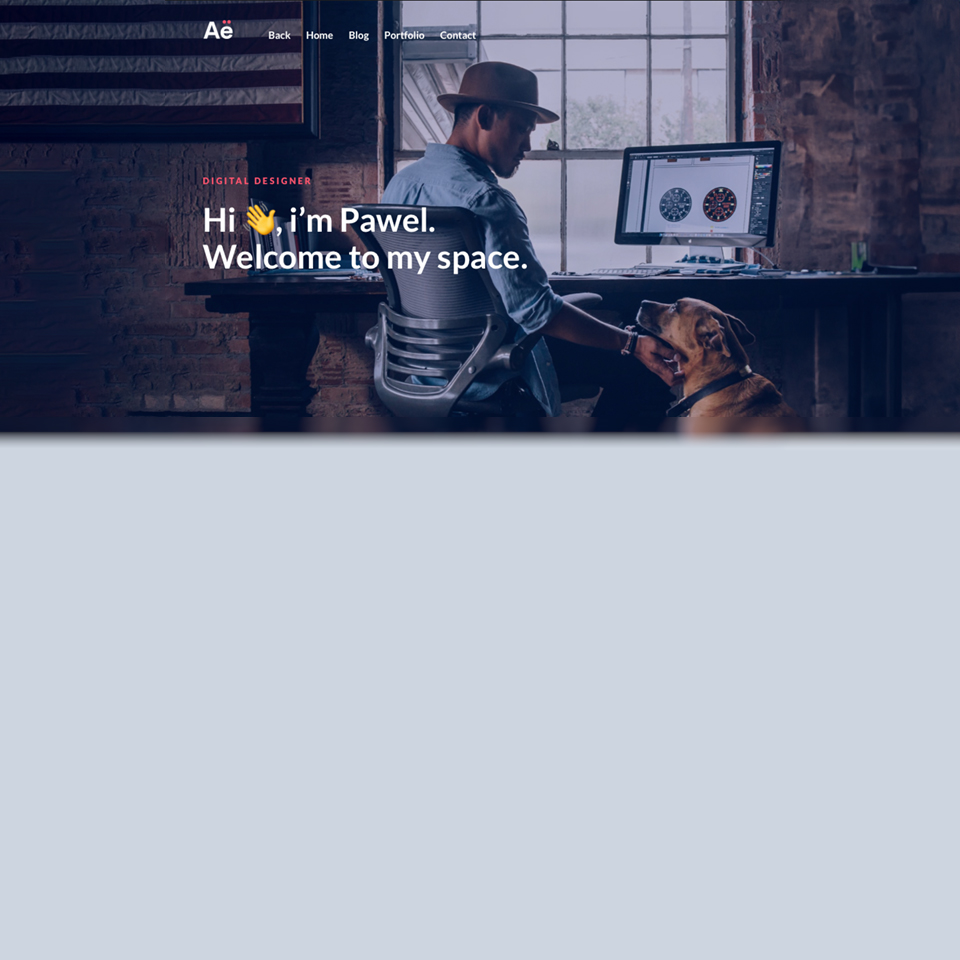 Aë
Back Home Blog Portfolio Contact
DIGITAL DESIGNER
Hi 👋, i’m Pawel.
Welcome to my space.